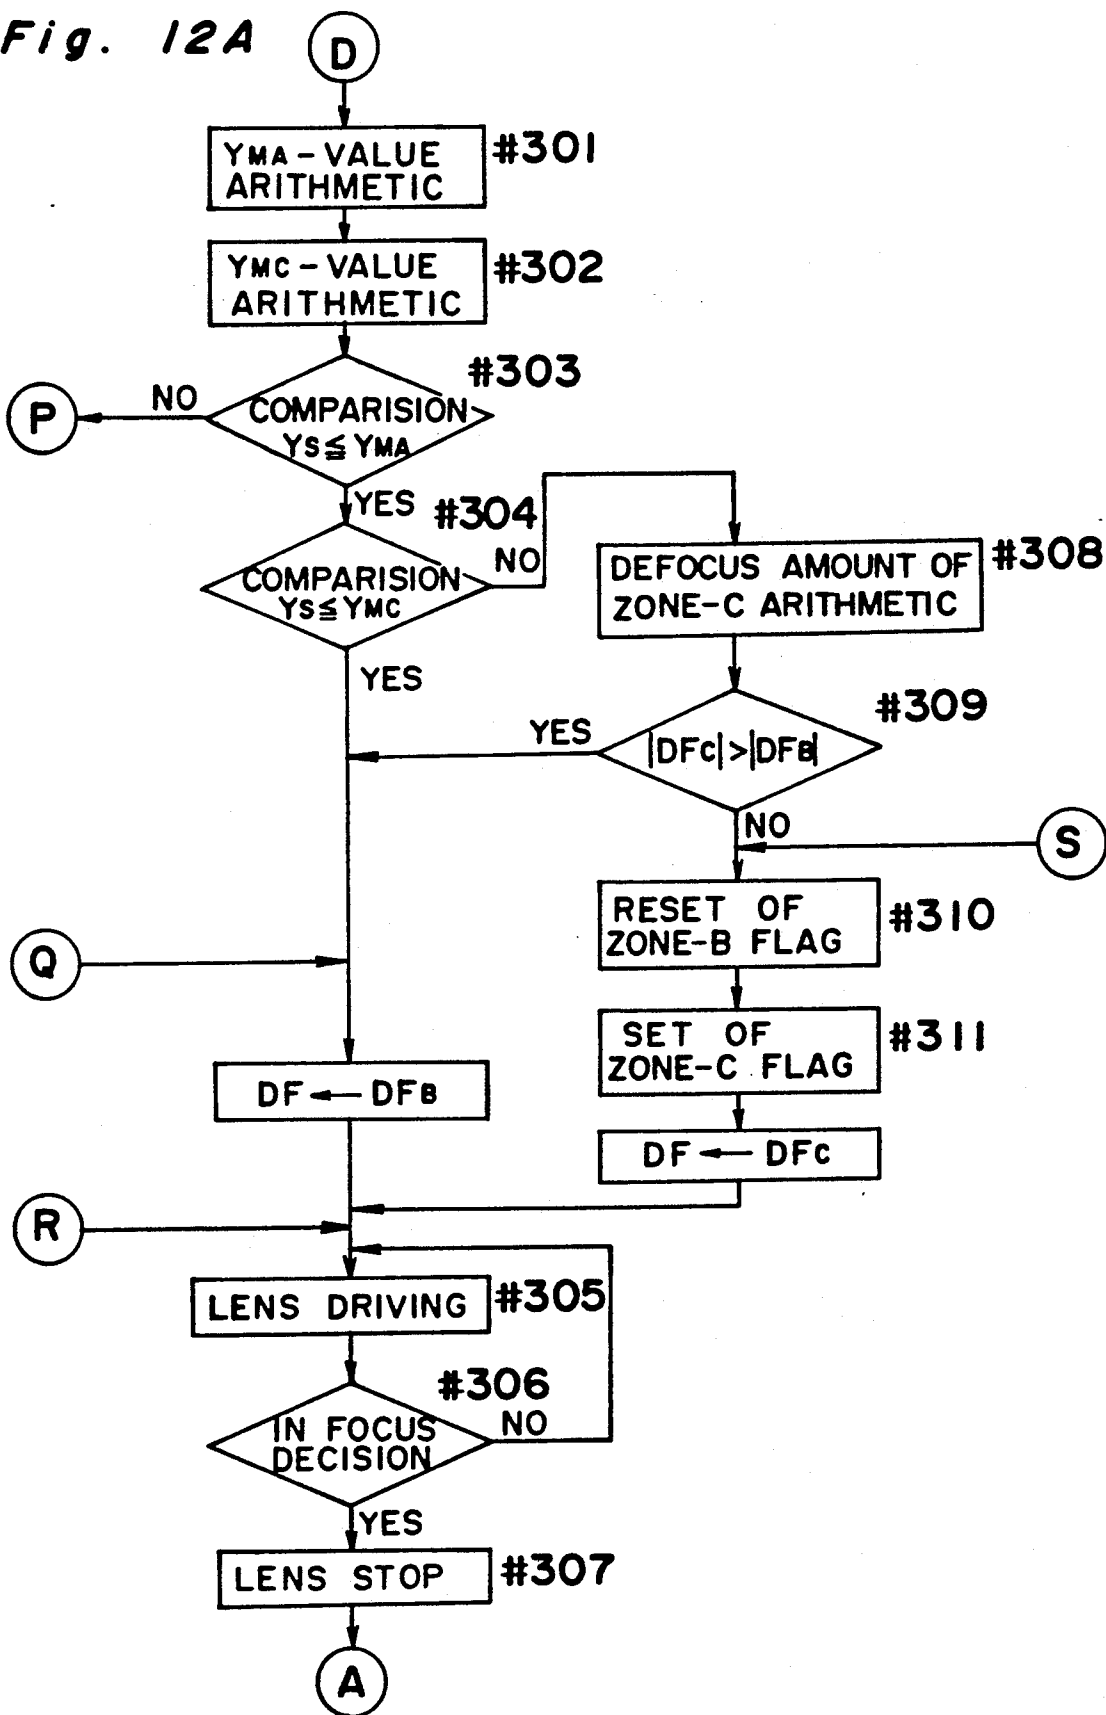 Fig. 12A
D
YMA-VALUE
ARITHMETIC
#301
YMC-VALUE
ARITHMETIC
#302
#303
P
NO
COMPARISION
YS≦YMA
YES
#304
NO
COMPARISION
YS≦YMC
YES
DEFOCUS AMOUNT OF
ZONE-C ARITHMETIC
#308
#309
YES
|DFC|>|DFB|
NO
S
RESET OF
ZONE-B FLAG
#310
Q
SET OF
ZONE-C FLAG
#311
DF ← DFB
DF ← DFC
R
LENS DRIVING
#305
#306
IN FOCUS
DECISION
NO
YES
LENS STOP
#307
A